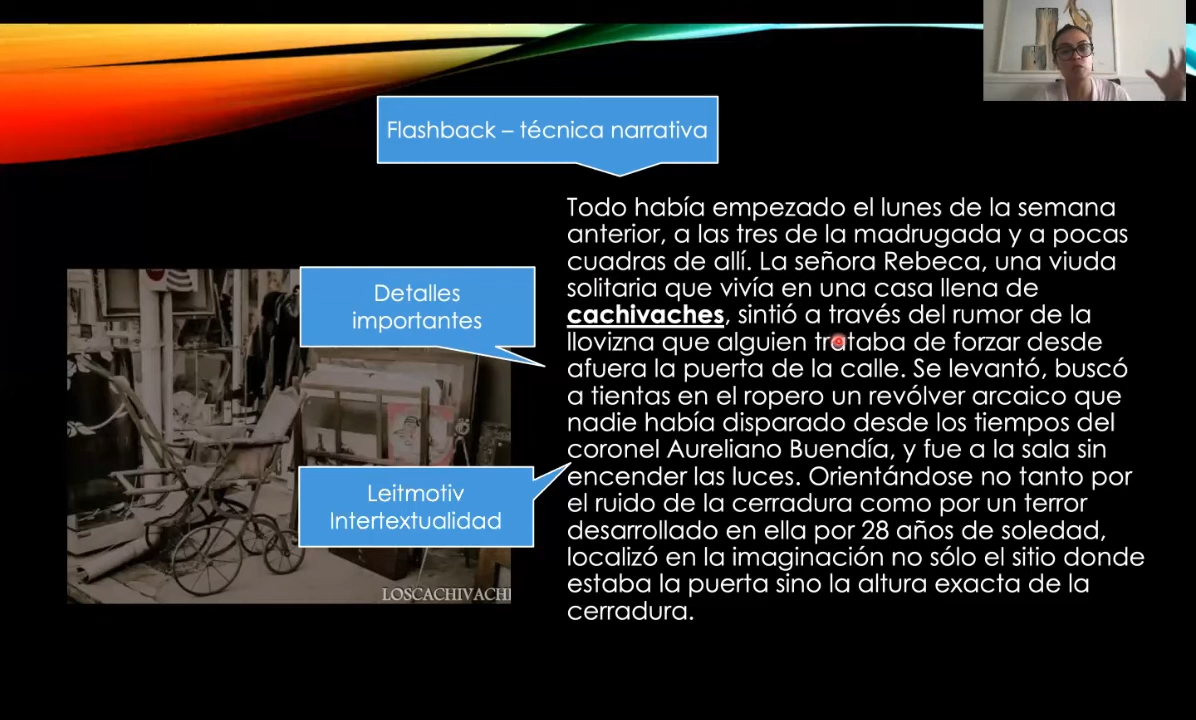 Flashback – técnica narrativa
Todo había empezado el lunes de la semana
anterior, a las tres de la madrugada y a pocas
cuadras de allí. La señora Rebeca, una viuda
solitaria que vivía en una casa llena de
cachivaches, sintió a través del rumor de la
llovizna que alguien trataba de forzar desde
afuera la puerta de la calle. Se levantó, buscó
a tientas en el ropero un revólver arcaico que
nadie había disparado desde los tiempos del
coronel Aureliano Buendía, y fue a la sala sin
encender las luces. Orientándose no tanto por
el ruido de la cerradura como por un terror
desarrollado en ella por 28 años de soledad,
localizó en la imaginación no sólo el sitio donde
estaba la puerta sino la altura exacta de la
cerradura.
Detalles
importantes
Leitmotiv
Intertextualidad
LOSCACHIVACHE